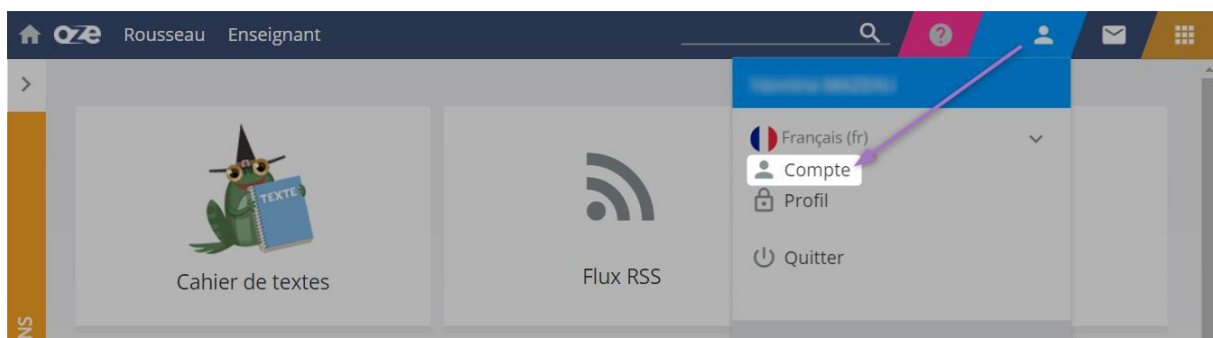 oze Rousseau Enseignant
Français (fr)
Compte
Profil
Quitter
TEXTE
Cahier de textes
Flux RSS
NS